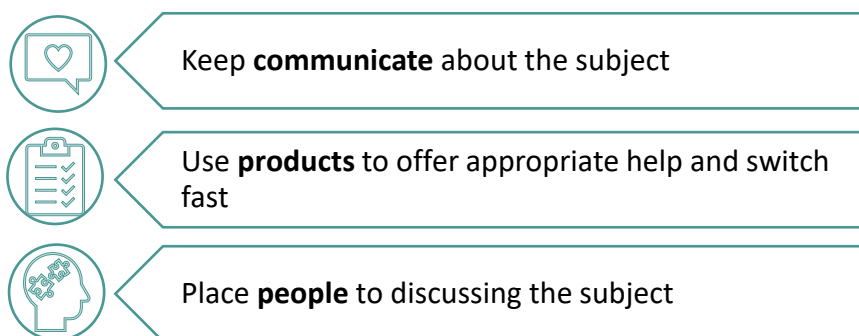 Keep communicate about the subject
Use products to offer appropriate help and switch
fast
Place people to discussing the subject